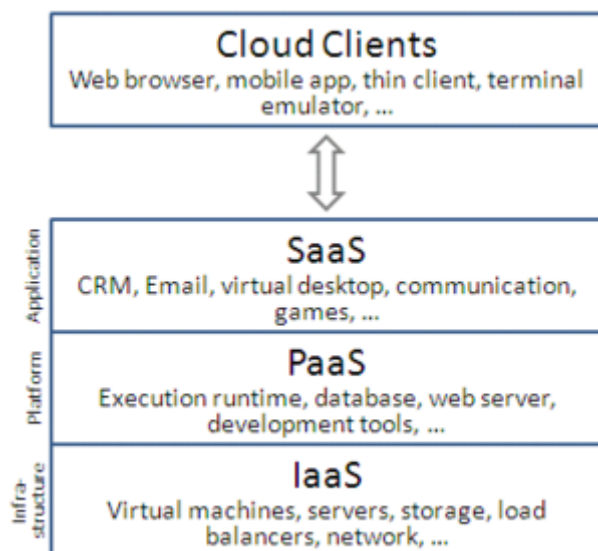 Cloud Clients
Web browser, mobile app, thin client, terminal
emulator, ...
Application
SaaS
CRM, Email, virtual desktop, communication,
games, ...
Platform
PaaS
Execution runtime, database, web server,
development tools, ...
Infra-
structure
IaaS
Virtual machines, servers, storage, load
balancers, network, ...